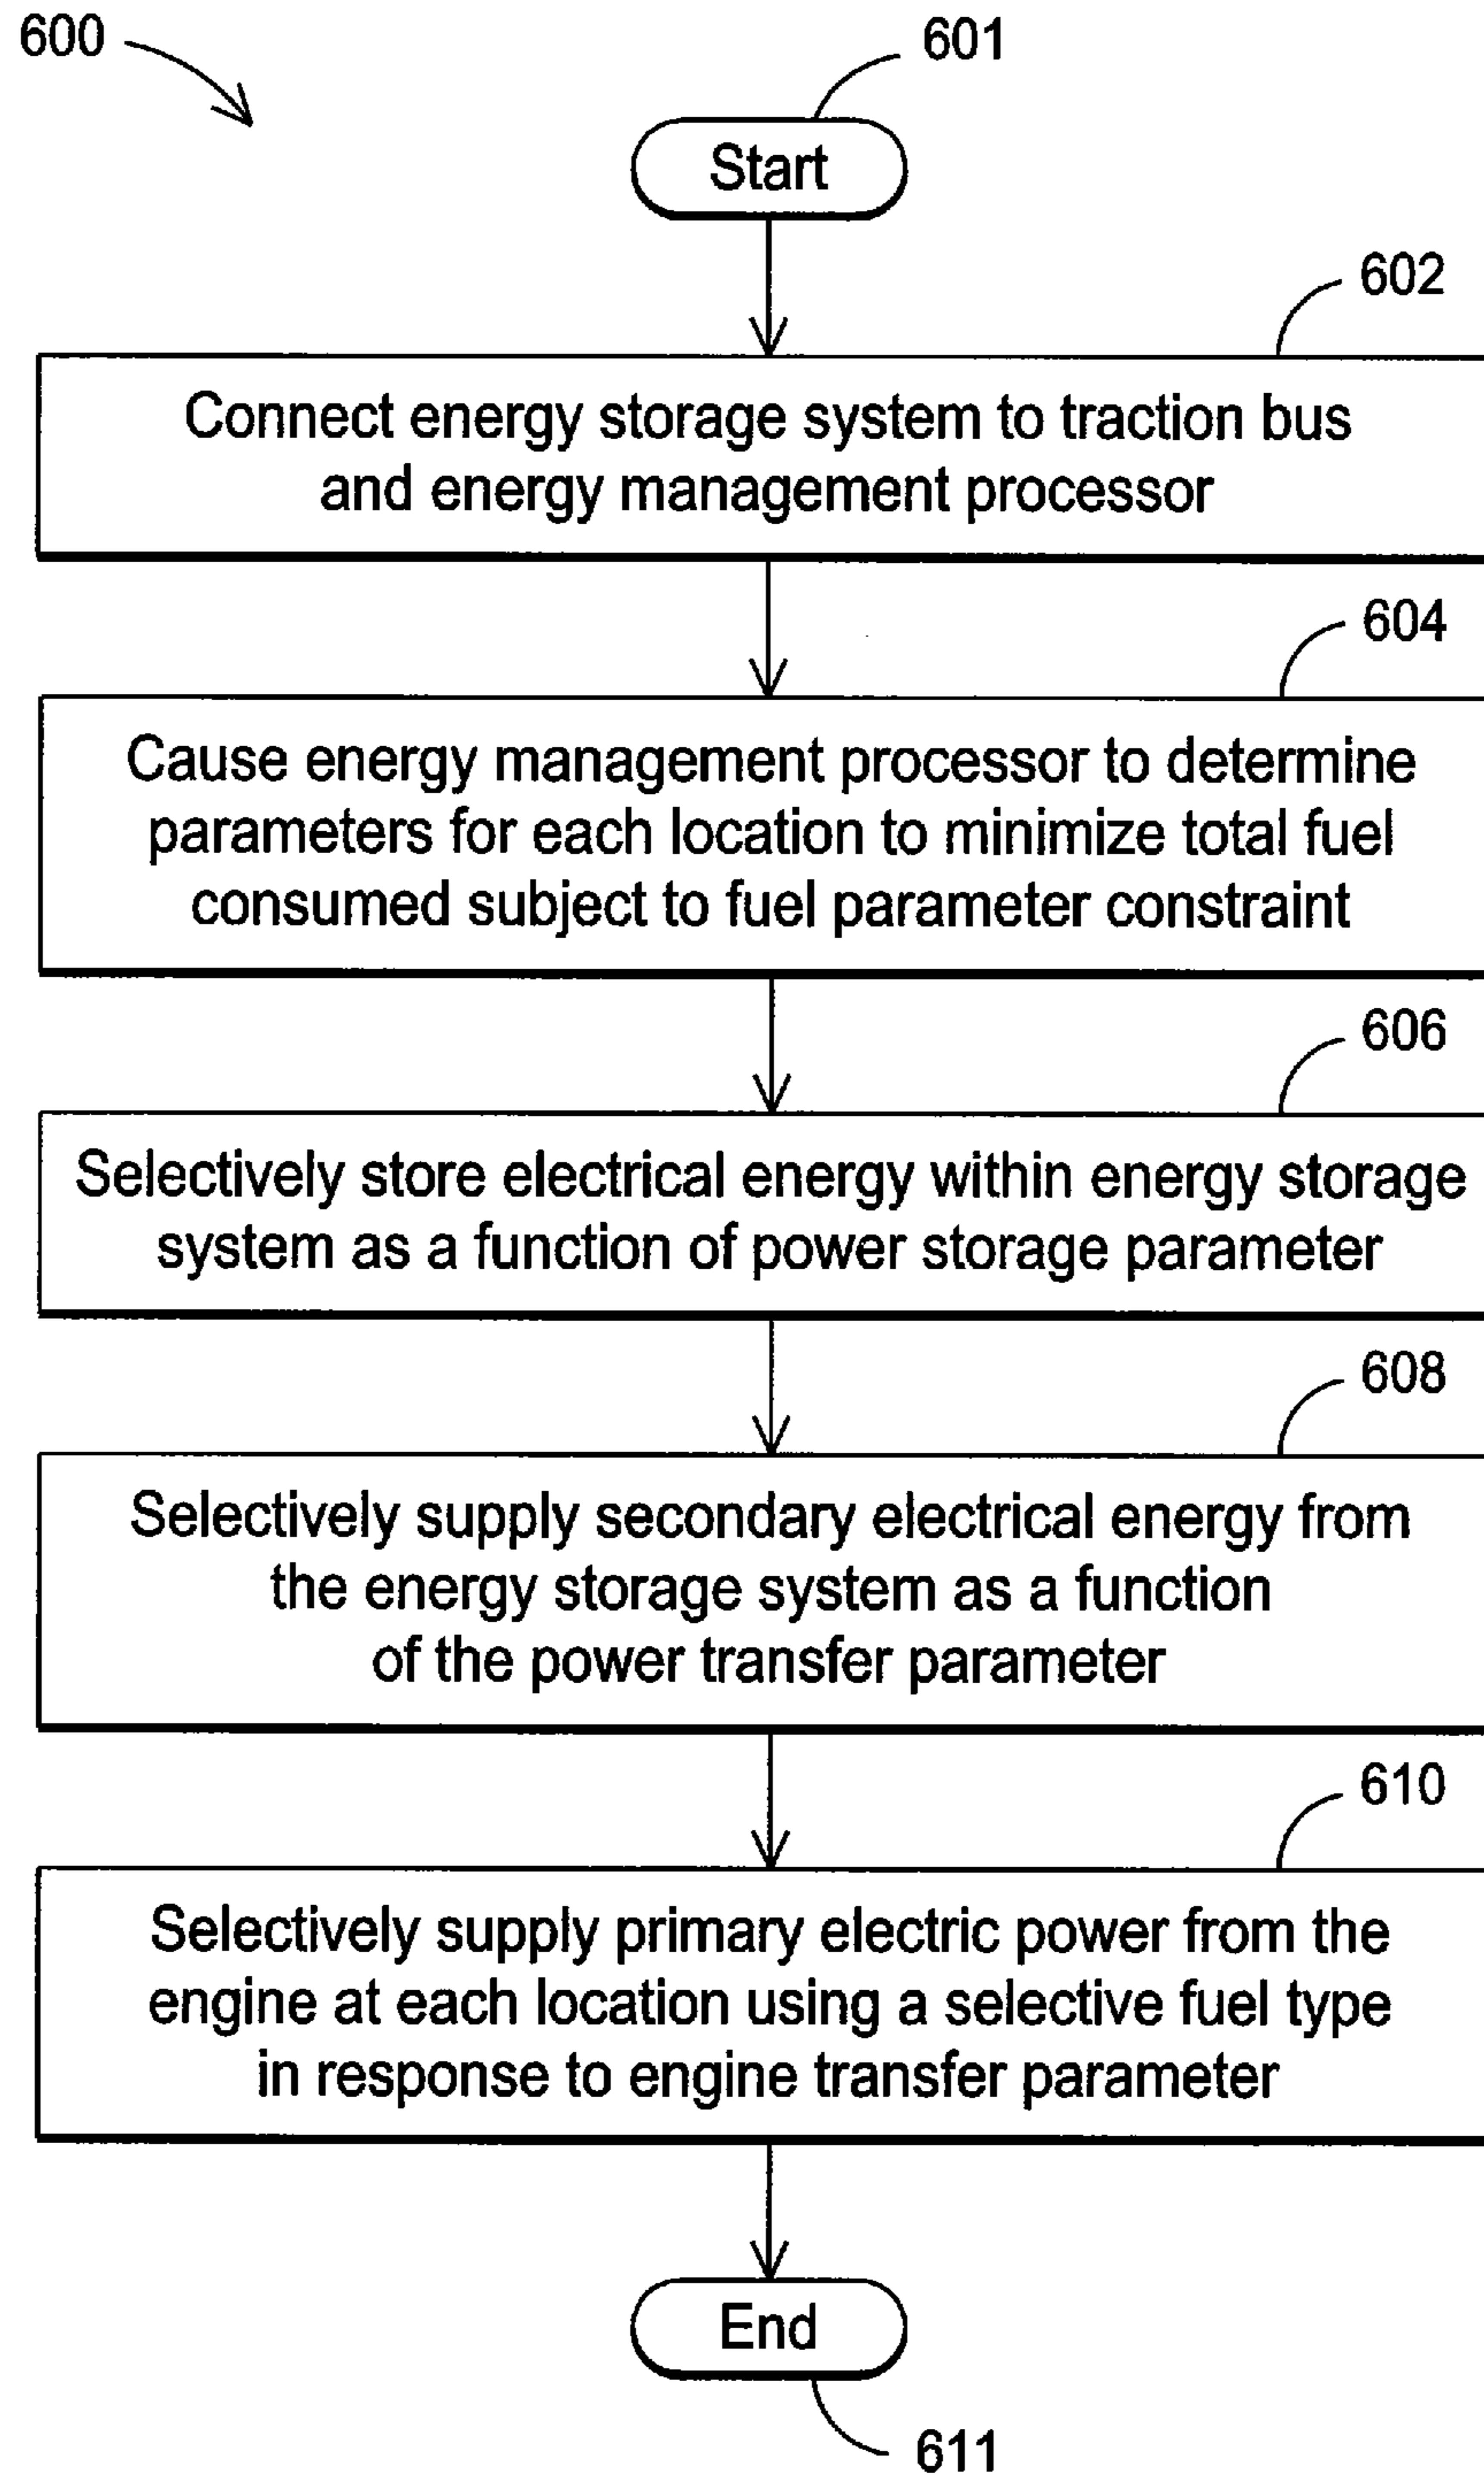 600
601
Start
602
Connect energy storage system to traction bus
and energy management processor
604
Cause energy management processor to determine
parameters for each location to minimize total fuel
consumed subject to fuel parameter constraint
606
Selectively store electrical energy within energy storage
system as a function of power storage parameter
608
Selectively supply secondary electrical energy from
the energy storage system as a function
of the power transfer parameter
610
Selectively supply primary electric power from the
engine at each location using a selective fuel type
in response to engine transfer parameter
End
611